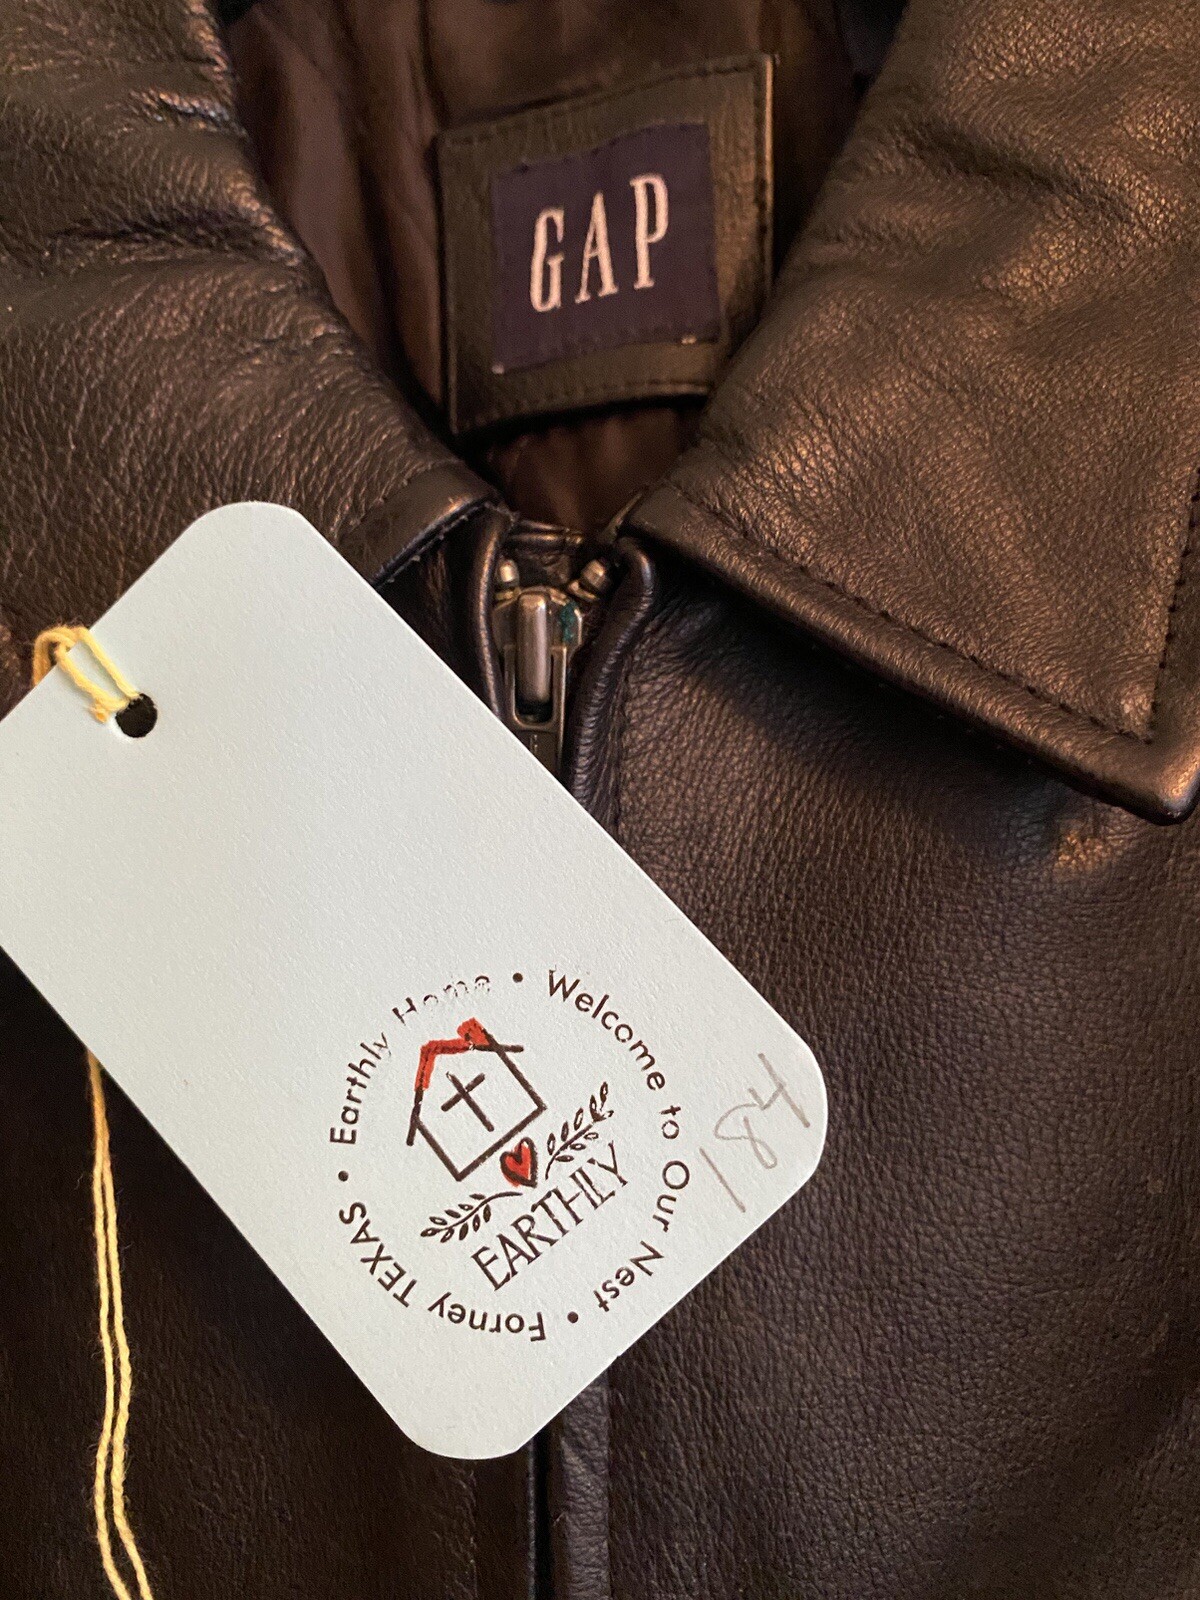 GAP
Earthly Home • Welcome to Our Nest • Forney TEXAS •
EARTHLY
184